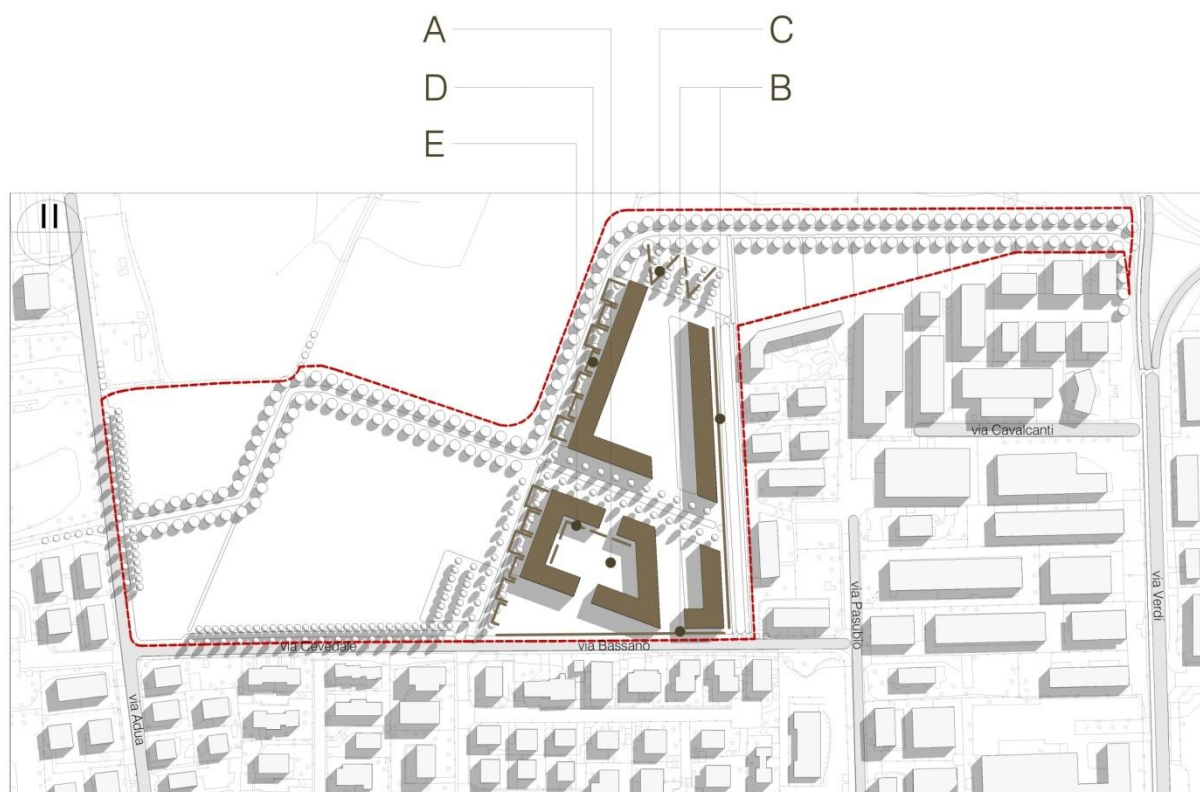 A
C
D
B
E
II
via Cavalcanti
via Verdi
via Pasubio
via Cevedale
via Bassano
via Adua